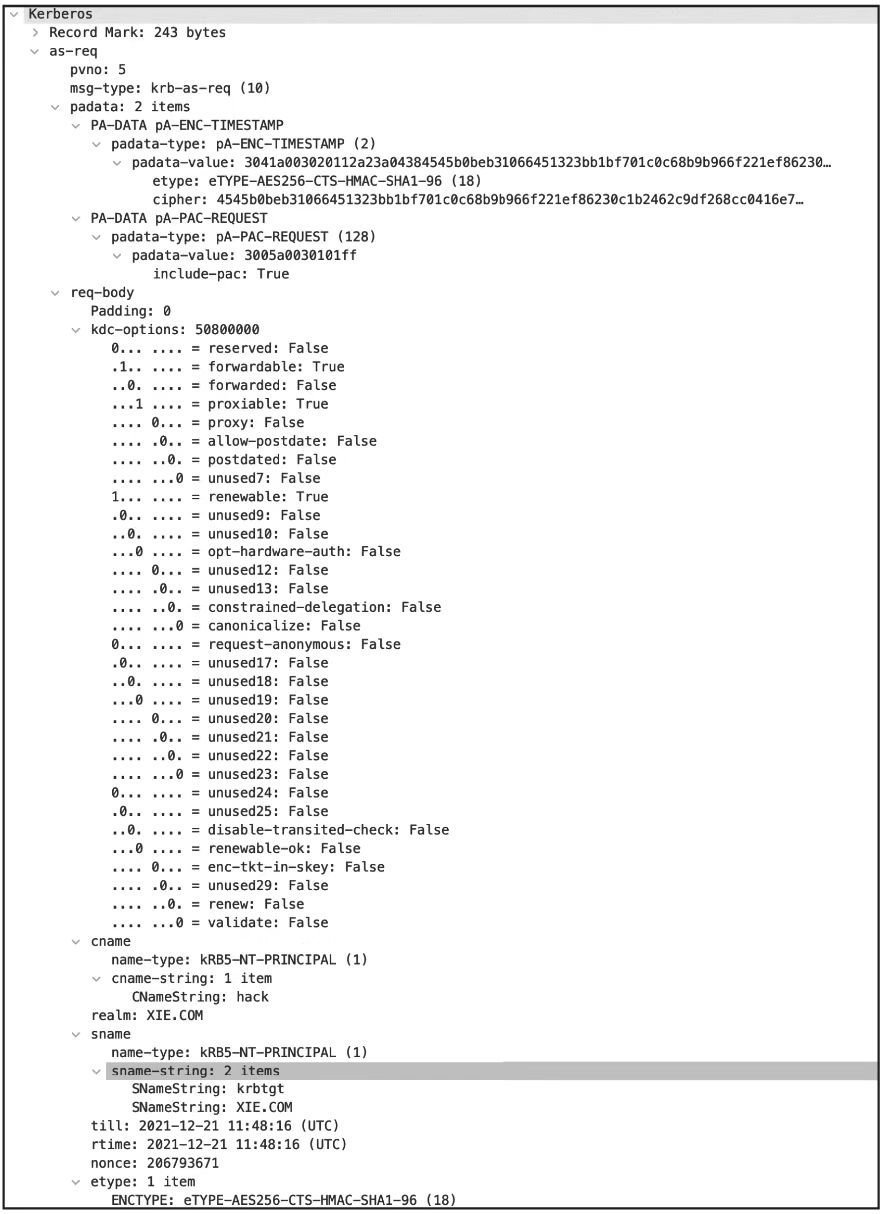 Kerberos
Record Mark: 243 bytes
as-req
pvno: 5
msg-type: krb-as-req (10)
padata: 2 items
PA-DATA pA-ENC-TIMESTAMP
padata-type: pA-ENC-TIMESTAMP (2)
padata-value: 3041a003020112a23a04384545b0beb31066451323bb1bf701c0c68b9b966f221ef86230…
etype: eTYPE-AES256-CTS-HMAC-SHA1-96 (18)
cipher: 4545b0beb31066451323bb1bf701c0c68b9b966f221ef86230c1b2462c9df268cc0416e7…
PA-DATA pA-PAC-REQUEST
padata-type: pA-PAC-REQUEST (128)
padata-value: 3005a0030101ff
include-pac: True
req-body
Padding: 0
kdc-options: 50800000
0... .... = reserved: False
.1.. .... = forwardable: True
..0. .... = forwarded: False
...1 .... = proxiable: True
.... 0... = proxy: False
.... .0.. = allow-postdate: False
.... ..0. = postdated: False
.... ...0 = unused7: False
1... .... = renewable: True
.0.. .... = unused9: False
..0. .... = unused10: False
...0 .... = opt-hardware-auth: False
.... 0... = unused12: False
.... .0.. = unused13: False
.... ..0. = constrained-delegation: False
.... ...0 = canonicalize: False
0... .... = request-anonymous: False
.0.. .... = unused17: False
..0. .... = unused18: False
...0 .... = unused19: False
.... 0... = unused20: False
.... .0.. = unused21: False
.... ..0. = unused22: False
.... ...0 = unused23: False
0... .... = unused24: False
.0.. .... = unused25: False
..0. .... = disable-transited-check: False
...0 .... = renewable-ok: False
.... 0... = enc-tkt-in-skey: False
.... .0.. = unused29: False
.... ..0. = renew: False
.... ...0 = validate: False
cname
name-type: kRB5-NT-PRINCIPAL (1)
cname-string: 1 item
CNameString: hack
realm: XIE.COM
sname
name-type: kRB5-NT-PRINCIPAL (1)
sname-string: 2 items
SNameString: krbtgt
SNameString: XIE.COM
till: 2021-12-21 11:48:16 (UTC)
rtime: 2021-12-21 11:48:16 (UTC)
nonce: 206793671
etype: 1 item
ENCTYPE: eTYPE-AES256-CTS-HMAC-SHA1-96 (18)